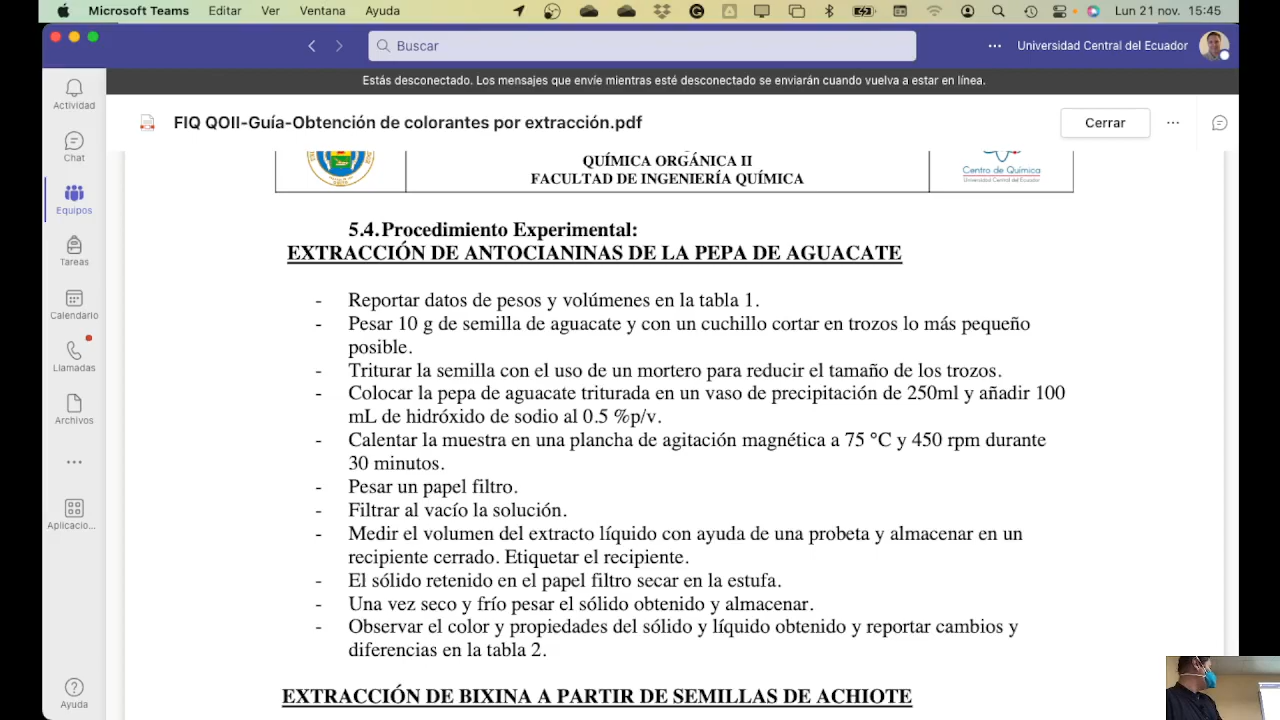 Microsoft Teams Editar Ver Ventana Ayuda Lun 21 nov. 15:45
Buscar
Universidad Central del Ecuador
Estás desconectado. Los mensajes que envíe mientras esté desconectado se enviarán cuando vuelva a estar en línea.
Actividad
Chat
Equipos
Tareas
Calendario
Llamadas
Archivos
Aplicacio...
Ayuda
FIQ QOII-Guía-Obtención de colorantes por extracción.pdf
Cerrar
QUÍMICA ORGÁNICA II
FACULTAD DE INGENIERÍA QUÍMICA
Centro de Química
Universidad Central del Ecuador
5.4. Procedimiento Experimental:
EXTRACCIÓN DE ANTOCIANINAS DE LA PEPA DE AGUACATE
- Reportar datos de pesos y volúmenes en la tabla 1.
- Pesar 10 g de semilla de aguacate y con un cuchillo cortar en trozos lo más pequeño
posible.
- Triturar la semilla con el uso de un mortero para reducir el tamaño de los trozos.
- Colocar la pepa de aguacate triturada en un vaso de precipitación de 250ml y añadir 100
mL de hidróxido de sodio al 0.5 %p/v.
- Calentar la muestra en una plancha de agitación magnética a 75 °C y 450 rpm durante
30 minutos.
- Pesar un papel filtro.
- Filtrar al vacío la solución.
- Medir el volumen del extracto líquido con ayuda de una probeta y almacenar en un
recipiente cerrado. Etiquetar el recipiente.
- El sólido retenido en el papel filtro secar en la estufa.
- Una vez seco y frío pesar el sólido obtenido y almacenar.
- Observar el color y propiedades del sólido y líquido obtenido y reportar cambios y
diferencias en la tabla 2.
EXTRACCIÓN DE BIXINA A PARTIR DE SEMILLAS DE ACHIOTE